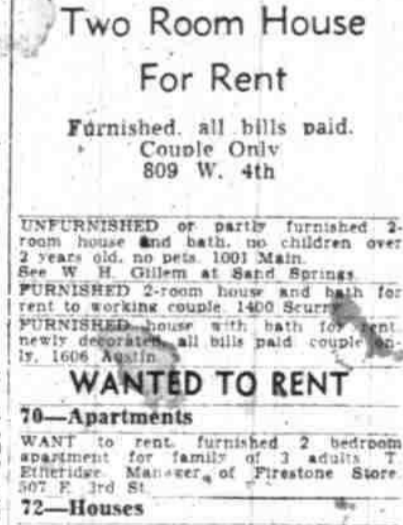 Two Room House
For Rent
Furnished, all bills paid.
Couple Only
809 W. 4th
UNFURNISHED or partly furnished 2-
room house and bath, no children over
2 years old, no pets. 1001 Main.
See W. H. Gillem at Sand Springs.
FURNISHED 2-room house and bath for
rent to working couple. 1400 Scurry
FURNISHED house with bath for rent,
newly decorated, all bills paid couple on-
ly, 1606 Austin.
WANTED TO RENT
70—Apartments
WANT to rent furnished 2 bedroom
apartment for family of 3 adults T.
Etheridge. Manager of Firestone Store.
507 E. 3rd St.
72—Houses